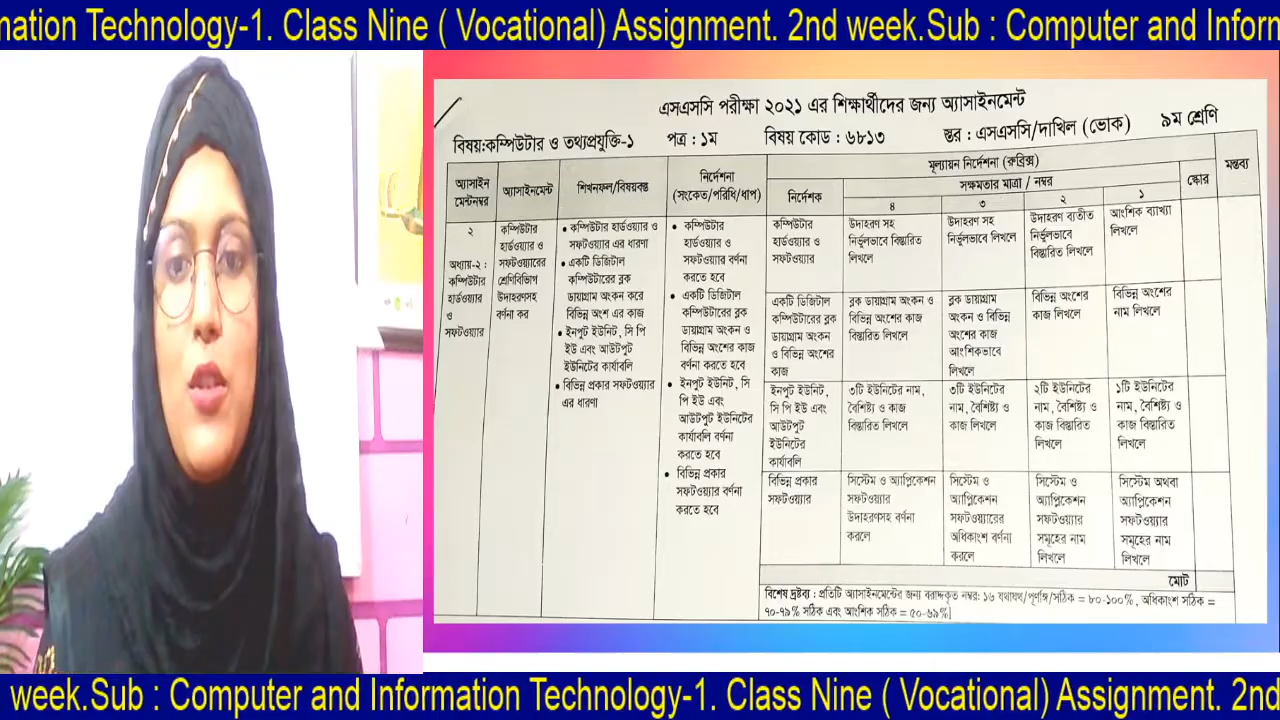 mation Technology-1. Class Nine ( Vocational) Assignment. 2nd week.Sub : Computer and Inform
এসএসসি পরীক্ষা ২০২১ এর শিক্ষার্থীদের জন্য অ্যাসাইনমেন্ট
বিষয়:কম্পিউটার ও তথ্যপ্রযুক্তি-১ পত্র : ১ম বিষয় কোড : ৬৮১৩ স্তর : এসএসসি/দাখিল (ভোক) ৯ম শ্রেণি
অ্যাসাইন
মেন্টনম্বর
অ্যাসাইনমেন্ট
শিখনফল/বিষয়বস্তু
নির্দেশনা
(সংকেত/পরিধি/ধাপ)
মূল্যায়ন নির্দেশনা (রুব্রিক্স)
নির্দেশক
সক্ষমতার মাত্রা / নম্বর
৪ ৩ ২ ১
স্কোর
মন্তব্য
২
অধ্যায়-২ :
কম্পিউটার
হার্ডওয়্যার
ও
সফটওয়্যার
কম্পিউটার
হার্ডওয়্যার ও
সফটওয়্যারের
শ্রেণিবিভাগ
উদাহরণসহ
বর্ণনা কর
• কম্পিউটার হার্ডওয়্যার ও
সফটওয়্যার এর ধারণা
• একটি ডিজিটাল
কম্পিউটারের ব্লক
ডায়াগ্রাম অংকন করে
বিভিন্ন অংশ এর কাজ
• ইনপুট ইউনিট, সি পি
ইউ এবং আউটপুট
ইউনিটের কার্যাবলি
• বিভিন্ন প্রকার সফটওয়্যার
এর ধারণা
• কম্পিউটার
হার্ডওয়্যার ও
সফটওয়্যার বর্ণনা
করতে হবে
• একটি ডিজিটাল
কম্পিউটারের ব্লক
ডায়াগ্রাম অংকন ও
বিভিন্ন অংশের কাজ
বর্ণনা করতে হবে
• ইনপুট ইউনিট, সি
পি ইউ এবং
আউটপুট ইউনিটের
কার্যাবলি বর্ণনা
করতে হবে
• বিভিন্ন প্রকার
সফটওয়্যার বর্ণনা
করতে হবে
কম্পিউটার
হার্ডওয়্যার ও
সফটওয়্যার
উদাহরণ সহ
নির্ভুলভাবে বিস্তারিত
লিখলে
উদাহরণ সহ
নির্ভুলভাবে লিখলে
উদাহরণ ব্যতীত
নির্ভুলভাবে
বিস্তারিত লিখলে
আংশিক ব্যাখ্যা
লিখলে
একটি ডিজিটাল
কম্পিউটারের ব্লক
ডায়াগ্রাম অংকন
ও বিভিন্ন অংশের
কাজ
ব্লক ডায়াগ্রাম অংকন ও
বিভিন্ন অংশের কাজ
বিস্তারিত লিখলে
ব্লক ডায়াগ্রাম
অংকন ও বিভিন্ন
অংশের কাজ
আংশিকভাবে
লিখলে
বিভিন্ন অংশের
কাজ লিখলে
বিভিন্ন অংশের
নাম লিখলে
ইনপুট ইউনিট,
সি পি ইউ এবং
আউটপুট
ইউনিটের
কার্যাবলি
৩টি ইউনিটের নাম,
বৈশিষ্ট্য ও কাজ
বিস্তারিত লিখলে
৩টি ইউনিটের
নাম, বৈশিষ্ট্য ও
কাজ লিখলে
২টি ইউনিটের
নাম, বৈশিষ্ট্য ও
কাজ বিস্তারিত
লিখলে
১টি ইউনিটের
নাম, বৈশিষ্ট্য ও
কাজ বিস্তারিত
লিখলে
বিভিন্ন প্রকার
সফটওয়্যার
সিস্টেম ও অ্যাপ্লিকেশন
সফটওয়্যার
উদাহরণসহ বর্ণনা
করলে
সিস্টেম ও
অ্যাপ্লিকেশন
সফটওয়্যারের
অধিকাংশ বর্ণনা
করলে
সিস্টেম ও
অ্যাপ্লিকেশন
সফটওয়্যার
সমূহের নাম
লিখলে
সিস্টেম অথবা
অ্যাপ্লিকেশন
সফটওয়্যার
সমূহের নাম
লিখলে
মোট
বিশেষ দ্রষ্টব্য : প্রতিটি অ্যাসাইনমেন্টের জন্য বরাদ্দকৃত নম্বর: ১৬ যথাযথ/পূর্ণাঙ্গ/সঠিক = ৮০-১০০%, অধিকাংশ সঠিক =
৭০-৭৯% সঠিক এবং আংশিক সঠিক = ৫০-৬৯%|
week.Sub : Computer and Information Technology-1. Class Nine ( Vocational) Assignment. 2nd